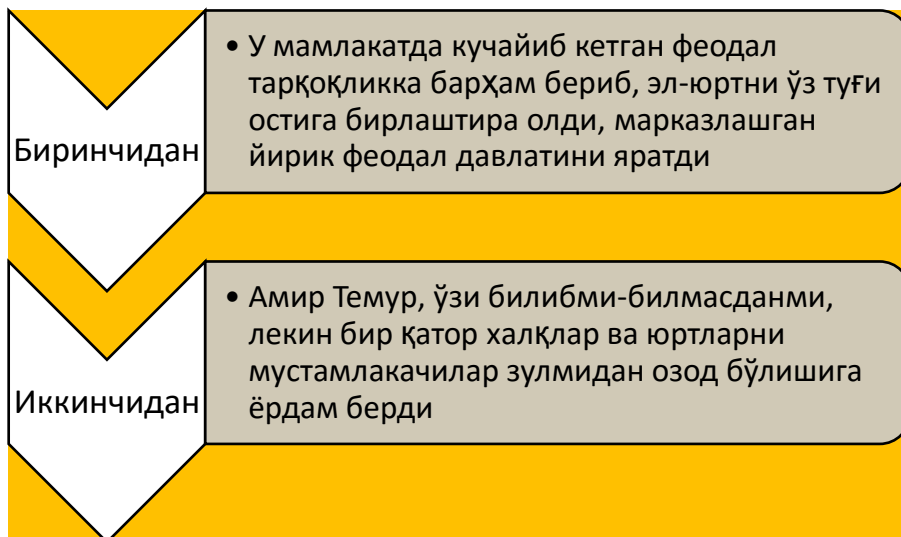 Биринчидан
• У мамлакатда кучайиб кетган феодал
тарқоқликка барҳам бериб, эл-юртни ўз туғи
остига бирлаштира олди, марказлашган
йирик феодал давлатини яратди
Иккинчидан
• Амир Темур, ўзи билибми-билмасданми,
лекин бир қатор халқлар ва юртларни
мустамлакачилар зулмидан озод бўлишига
ёрдам берди